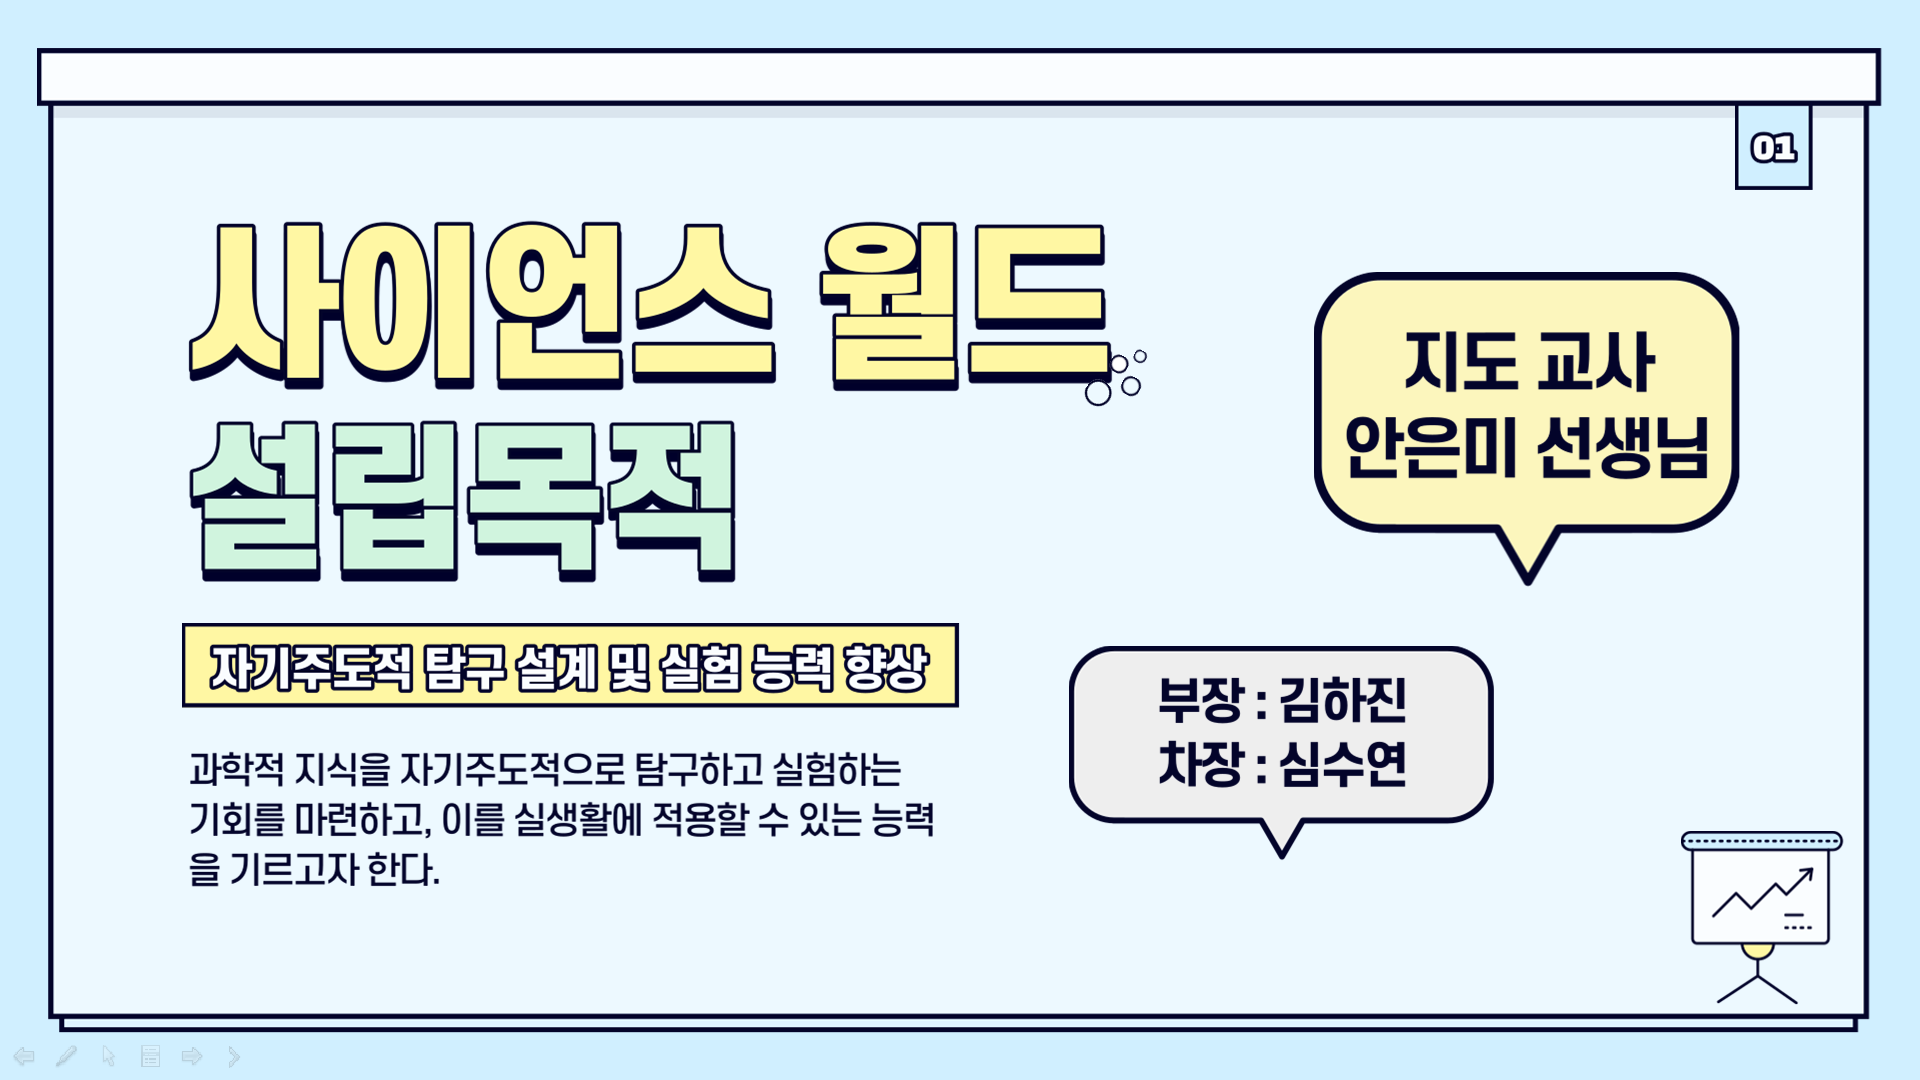 01
사이언스 월드
설립목적
자기주도적 탐구 설계 및 실험 능력 향상
과학적 지식을 자기주도적으로 탐구하고 실험하는
기회를 마련하고, 이를 실생활에 적용할 수 있는 능력
을 기르고자 한다.
지도 교사
안은미 선생님
부장 : 김하진
차장 : 심수연